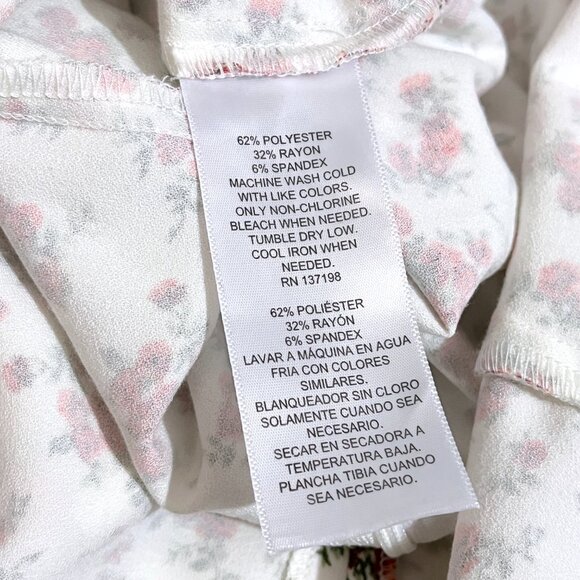 62% POLYESTER
32% RAYON
6% SPANDEX
MACHINE WASH COLD
WITH LIKE COLORS.
ONLY NON-CHLORINE
BLEACH WHEN NEEDED.
TUMBLE DRY LOW.
COOL IRON WHEN
NEEDED.
RN 137198
62% POLIÉSTER
32% RAYÓN
6% SPANDEX
LAVAR A MÁQUINA EN AGUA
FRIA CON COLORES
SIMILARES.
BLANQUEADOR SIN CLORO
SOLAMENTE CUANDO SEA
NECESARIO.
SECAR EN SECADORA A
TEMPERATURA BAJA.
PLANCHA TIBIA CUANDO
SEA NECESARIO.